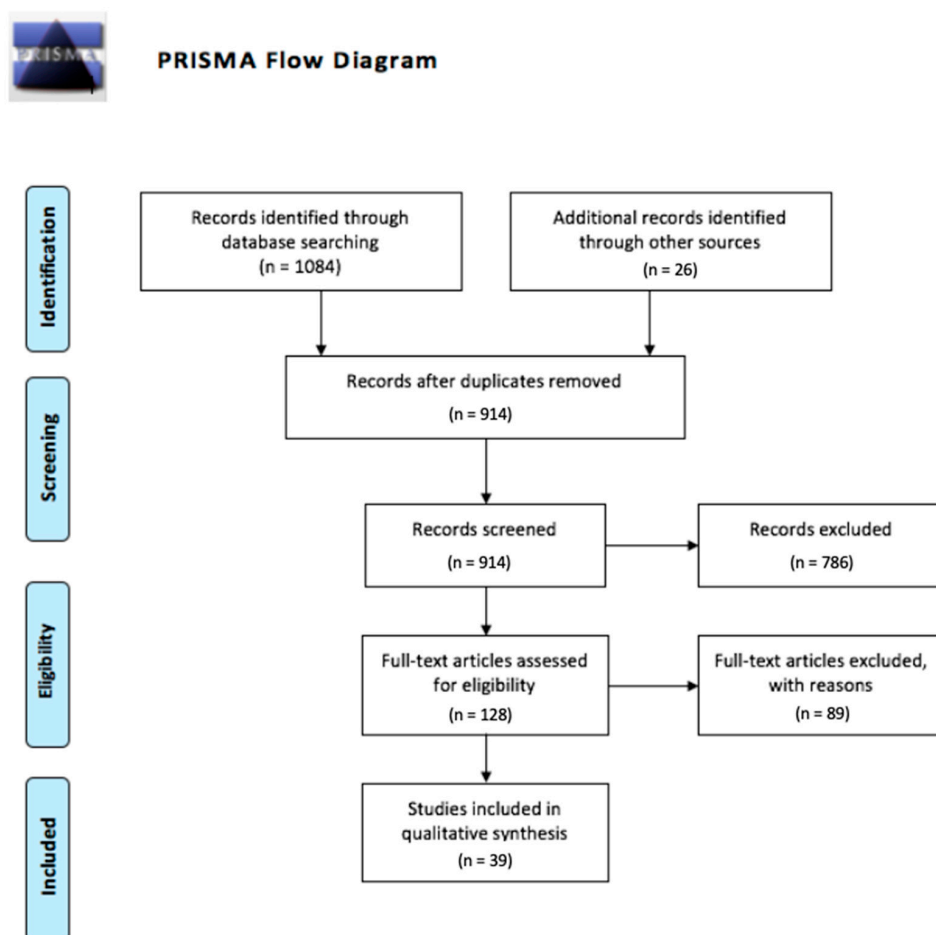 PRISMA
PRISMA Flow Diagram
Identification
Records identified through
database searching
(n = 1084)
Additional records identified
through other sources
(n = 26)
Records after duplicates removed
(n = 914)
Screening
Records screened
(n = 914)
Records excluded
(n = 786)
Eligibility
Full-text articles assessed
for eligibility
(n = 128)
Full-text articles excluded,
with reasons
(n = 89)
Included
Studies included in
qualitative synthesis
(n = 39)